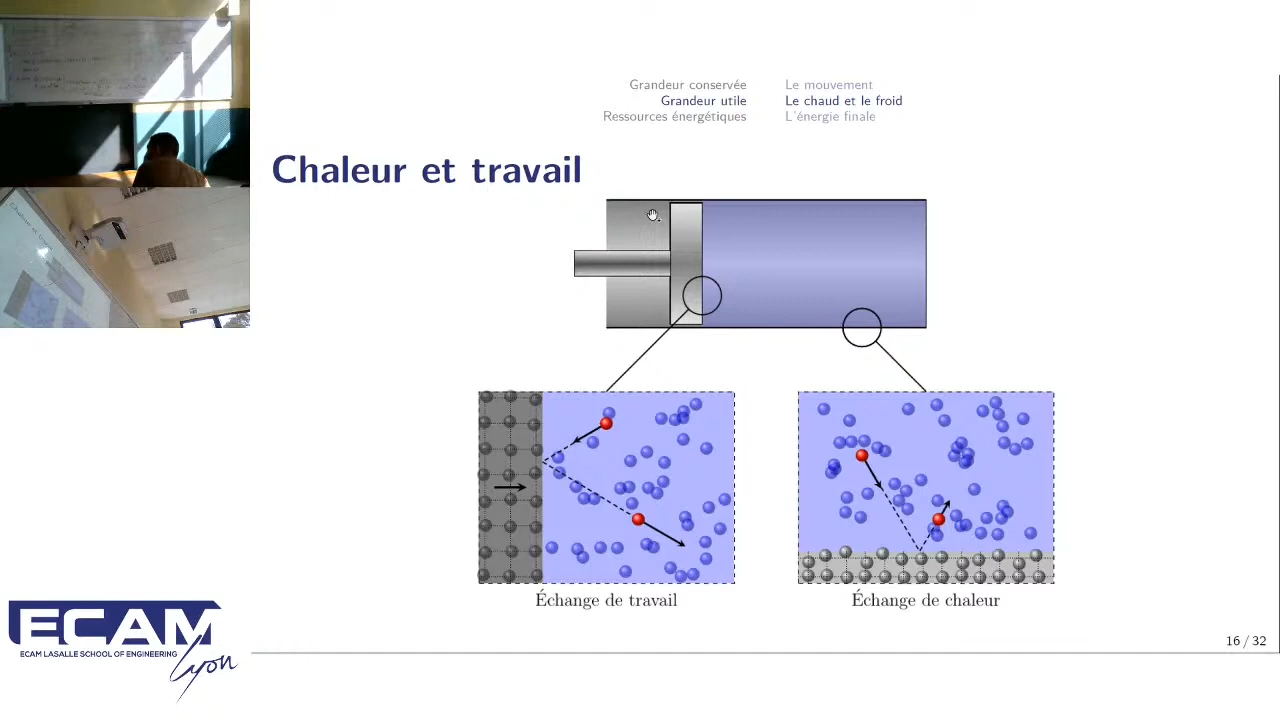 Grandeur conservée
Grandeur utile
Ressources énergétiques
Le mouvement
Le chaud et le froid
L'énergie finale
Chaleur et travail
Échange de travail
Échange de chaleur
ECAM
ECAM LASALLE SCHOOL OF ENGINEERING
Lyon
16 / 32